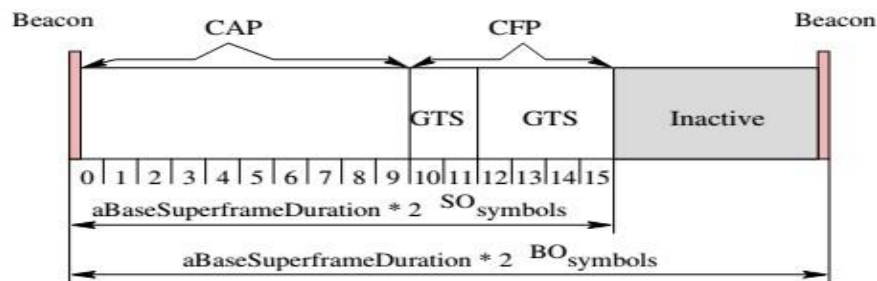 Beacon CAP CFP Beacon
GTS GTS Inactive
0 1 2 3 4 5 6 7 8 9 10 11 12 13 14 15
aBaseSuperframeDuration * 2 SO symbols
aBaseSuperframeDuration * 2 BO symbols